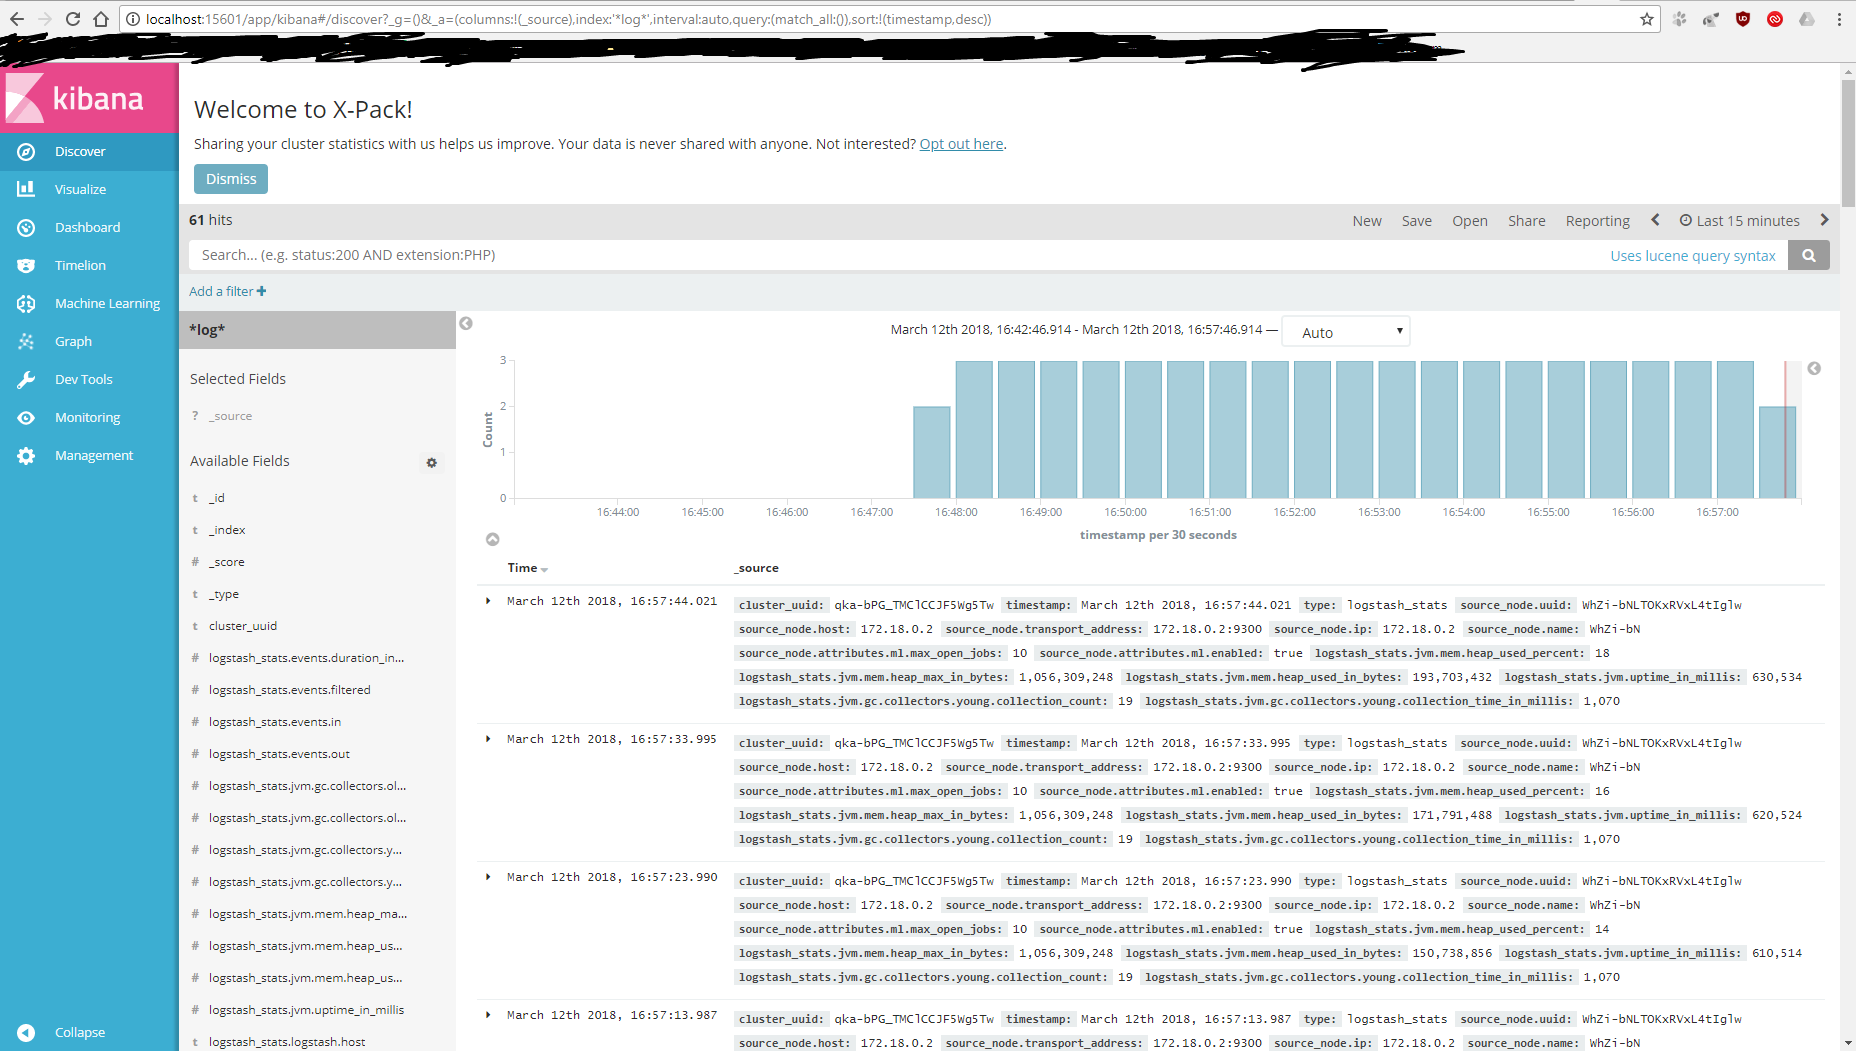 localhost:15601/app/kibana#/discover?_g=()&_a=(columns:!(_source),index:'*log*',interval:auto,query:(match_all:()),sort:!(timestamp,desc))
kibana
Discover
Visualize
Dashboard
Timelion
Machine Learning
Graph
Dev Tools
Monitoring
Management
Collapse
Welcome to X-Pack!
Sharing your cluster statistics with us helps us improve. Your data is never shared with anyone. Not interested? Opt out here.
Dismiss
61 hits
New Save Open Share Reporting Last 15 minutes
Search... (e.g. status:200 AND extension:PHP) Uses lucene query syntax
Add a filter
*log*
Selected Fields
? _source
Available Fields
t _id
t _index
# _score
t _type
t cluster_uuid
# logstash_stats.events.duration_in...
# logstash_stats.events.filtered
# logstash_stats.events.in
# logstash_stats.events.out
# logstash_stats.jvm.gc.collectors.ol...
# logstash_stats.jvm.gc.collectors.ol...
# logstash_stats.jvm.gc.collectors.y...
# logstash_stats.jvm.gc.collectors.y...
# logstash_stats.jvm.mem.heap_ma...
# logstash_stats.jvm.mem.heap_us...
# logstash_stats.jvm.mem.heap_us...
# logstash_stats.jvm.uptime_in_millis
t logstash_stats.logstash.host
March 12th 2018, 16:42:46.914 - March 12th 2018, 16:57:46.914 — Auto
Count
3
2
1
0
16:44:00 16:45:00 16:46:00 16:47:00 16:48:00 16:49:00 16:50:00 16:51:00 16:52:00 16:53:00 16:54:00 16:55:00 16:56:00 16:57:00
timestamp per 30 seconds
Time _source
March 12th 2018, 16:57:44.021 cluster_uuid: qka-bPG_TMClCCJF5Wg5Tw timestamp: March 12th 2018, 16:57:44.021 type: logstash_stats source_node.uuid: WhZi-bNLTOKxRVxL4tIglw
source_node.host: 172.18.0.2 source_node.transport_address: 172.18.0.2:9300 source_node.ip: 172.18.0.2 source_node.name: WhZi-bN
source_node.attributes.ml.max_open_jobs: 10 source_node.attributes.ml.enabled: true logstash_stats.jvm.mem.heap_used_percent: 18
logstash_stats.jvm.mem.heap_max_in_bytes: 1,056,309,248 logstash_stats.jvm.mem.heap_used_in_bytes: 193,703,432 logstash_stats.jvm.uptime_in_millis: 630,534
logstash_stats.jvm.gc.collectors.young.collection_count: 19 logstash_stats.jvm.gc.collectors.young.collection_time_in_millis: 1,070
March 12th 2018, 16:57:33.995 cluster_uuid: qka-bPG_TMClCCJF5Wg5Tw timestamp: March 12th 2018, 16:57:33.995 type: logstash_stats source_node.uuid: WhZi-bNLTOKxRVxL4tIglw
source_node.host: 172.18.0.2 source_node.transport_address: 172.18.0.2:9300 source_node.ip: 172.18.0.2 source_node.name: WhZi-bN
source_node.attributes.ml.max_open_jobs: 10 source_node.attributes.ml.enabled: true logstash_stats.jvm.mem.heap_used_percent: 16
logstash_stats.jvm.mem.heap_max_in_bytes: 1,056,309,248 logstash_stats.jvm.mem.heap_used_in_bytes: 171,791,488 logstash_stats.jvm.uptime_in_millis: 620,524
logstash_stats.jvm.gc.collectors.young.collection_count: 19 logstash_stats.jvm.gc.collectors.young.collection_time_in_millis: 1,070
March 12th 2018, 16:57:23.990 cluster_uuid: qka-bPG_TMClCCJF5Wg5Tw timestamp: March 12th 2018, 16:57:23.990 type: logstash_stats source_node.uuid: WhZi-bNLTOKxRVxL4tIglw
source_node.host: 172.18.0.2 source_node.transport_address: 172.18.0.2:9300 source_node.ip: 172.18.0.2 source_node.name: WhZi-bN
source_node.attributes.ml.max_open_jobs: 10 source_node.attributes.ml.enabled: true logstash_stats.jvm.mem.heap_used_percent: 14
logstash_stats.jvm.mem.heap_max_in_bytes: 1,056,309,248 logstash_stats.jvm.mem.heap_used_in_bytes: 150,738,856 logstash_stats.jvm.uptime_in_millis: 610,514
logstash_stats.jvm.gc.collectors.young.collection_count: 19 logstash_stats.jvm.gc.collectors.young.collection_time_in_millis: 1,070
March 12th 2018, 16:57:13.987 cluster_uuid: qka-bPG_TMClCCJF5Wg5Tw timestamp: March 12th 2018, 16:57:13.987 type: logstash_stats source_node.uuid: WhZi-bNLTOKxRVxL4tIglw
source_node.host: 172.18.0.2 source_node.transport_address: 172.18.0.2:9300 source_node.ip: 172.18.0.2 source_node.name: WhZi-bN